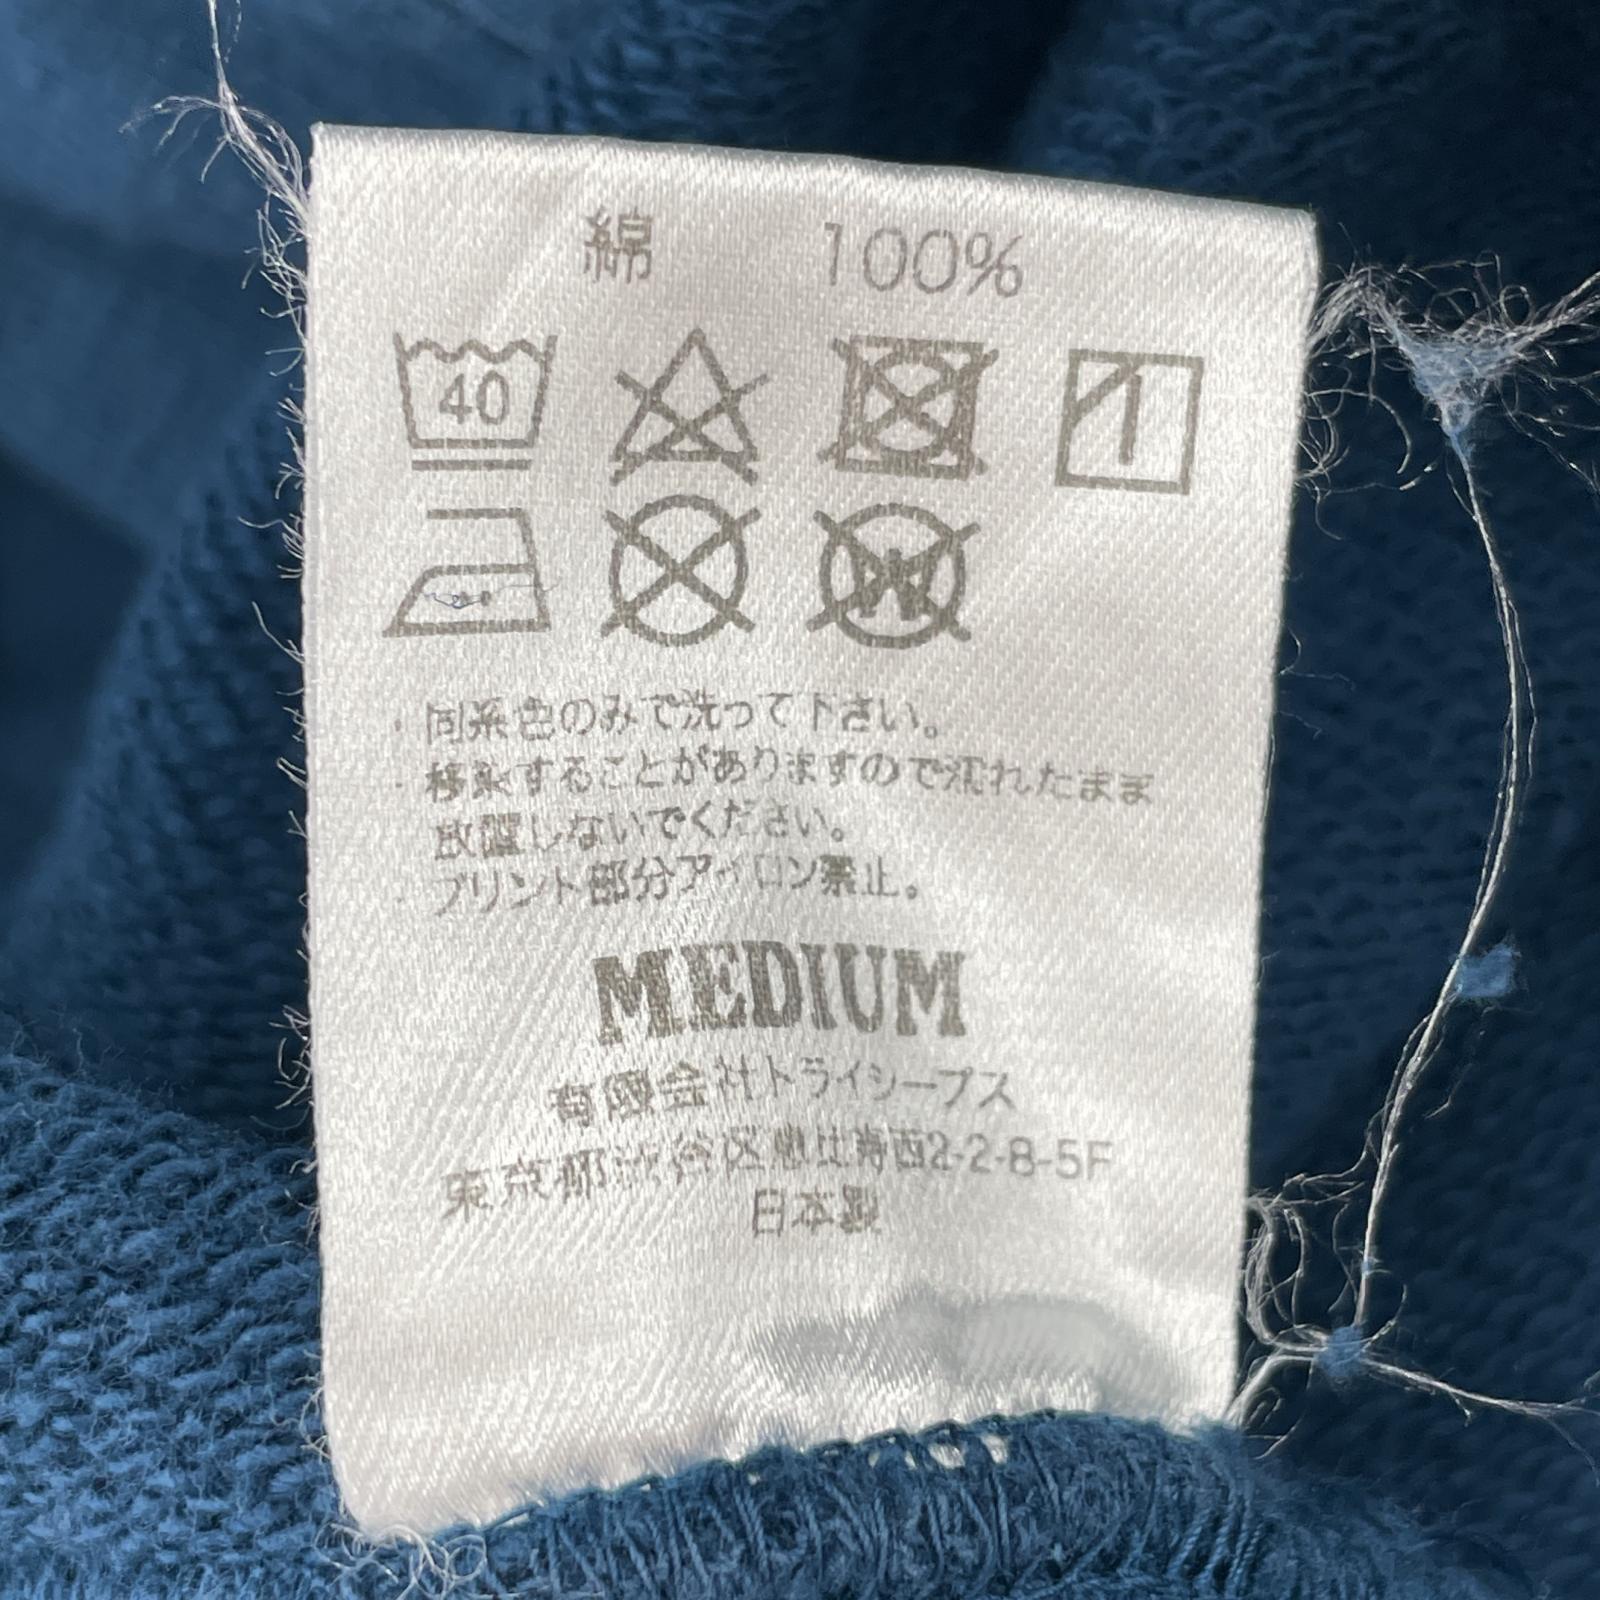 綿 100%
40
W
・同系色のみで洗って下さい。
・移染することがありますので濡れたまま
放置しないでください。
・プリント部分アイロン禁止。
MEDIUM
有限会社トライシープス
東京都渋谷区恵比寿西2-2-8-5F
日本製